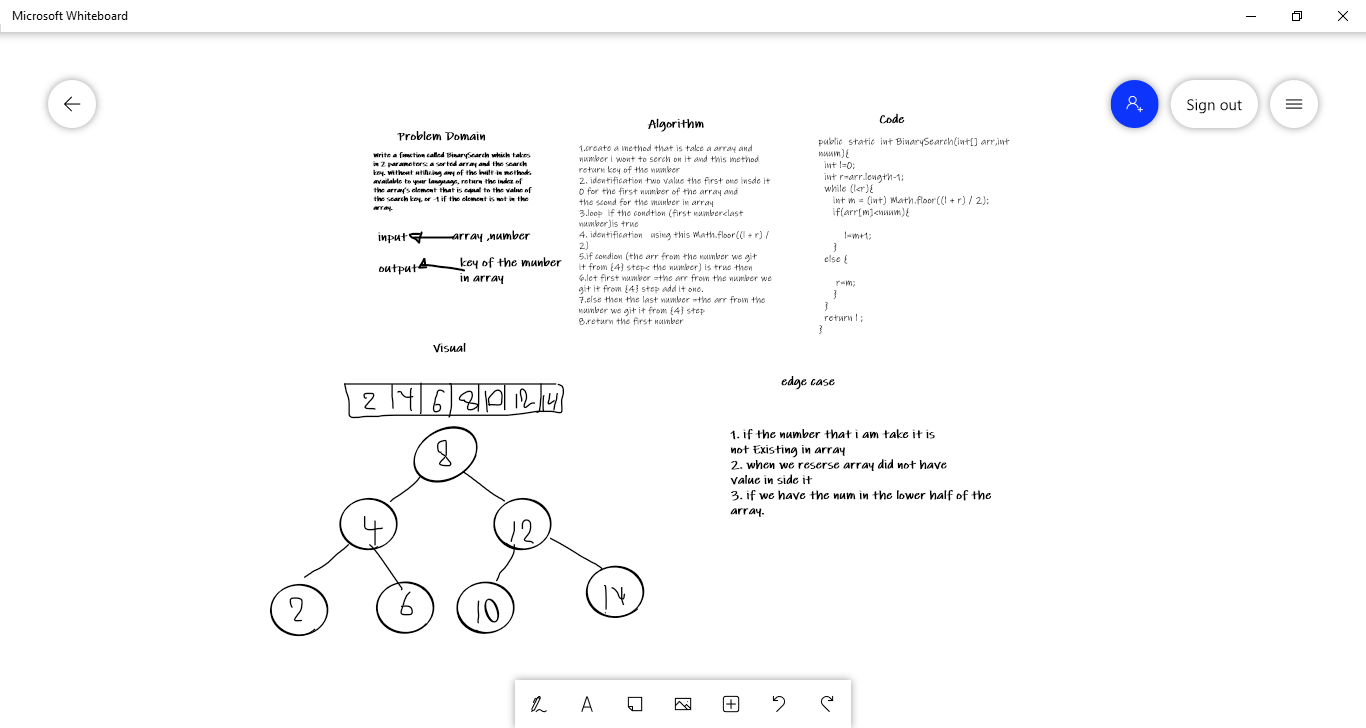 Microsoft Whiteboard
Sign out
Problem Domain
Write a function called BinarySearch which takes
in 2 parameters: a sorted array and the search
key. Without utilizing any of the built-in methods
available to your language, return the index of
the array's element that is equal to the value of
the search key, or -1 if the element is not in the
array.
input
array ,number
output
key of the munber
in array
Algorithm
1.create a method that is take a array and
number i wont to serch on it and this method
return key of the number
2. identification two value the first one insde it
0 for the first number of the array and
the scond for the munber in array
3.loop if the condtion (first number<last
number)is true
4. identification using this Math.floor((l + r) /
2)
5.if condion (the arr from the number we git
it from {4} step< the number) is true then
6.let first number =the arr from the number we
git it from {4} step add it one.
7.else then the last number =the arr from the
number we git it from {4} step
8.return the first number
Code
public static int BinarySearch(int[] arr,int
nuum){
int l=0;
int r=arr.length-1;
while (l<r){
int m = (int) Math.floor((l + r) / 2);
if(arr[m]<nuum){
l=m+1;
}
else {
r=m;
}
}
return l ;
}
Visual
2 4 6 8 10 12 14
8
4 12
2 6 10 14
edge case
1. if the number that i am take it is
not Existing in array
2. when we reserse array did not have
value in side it
3. if we have the num in the lower half of the
array.
A